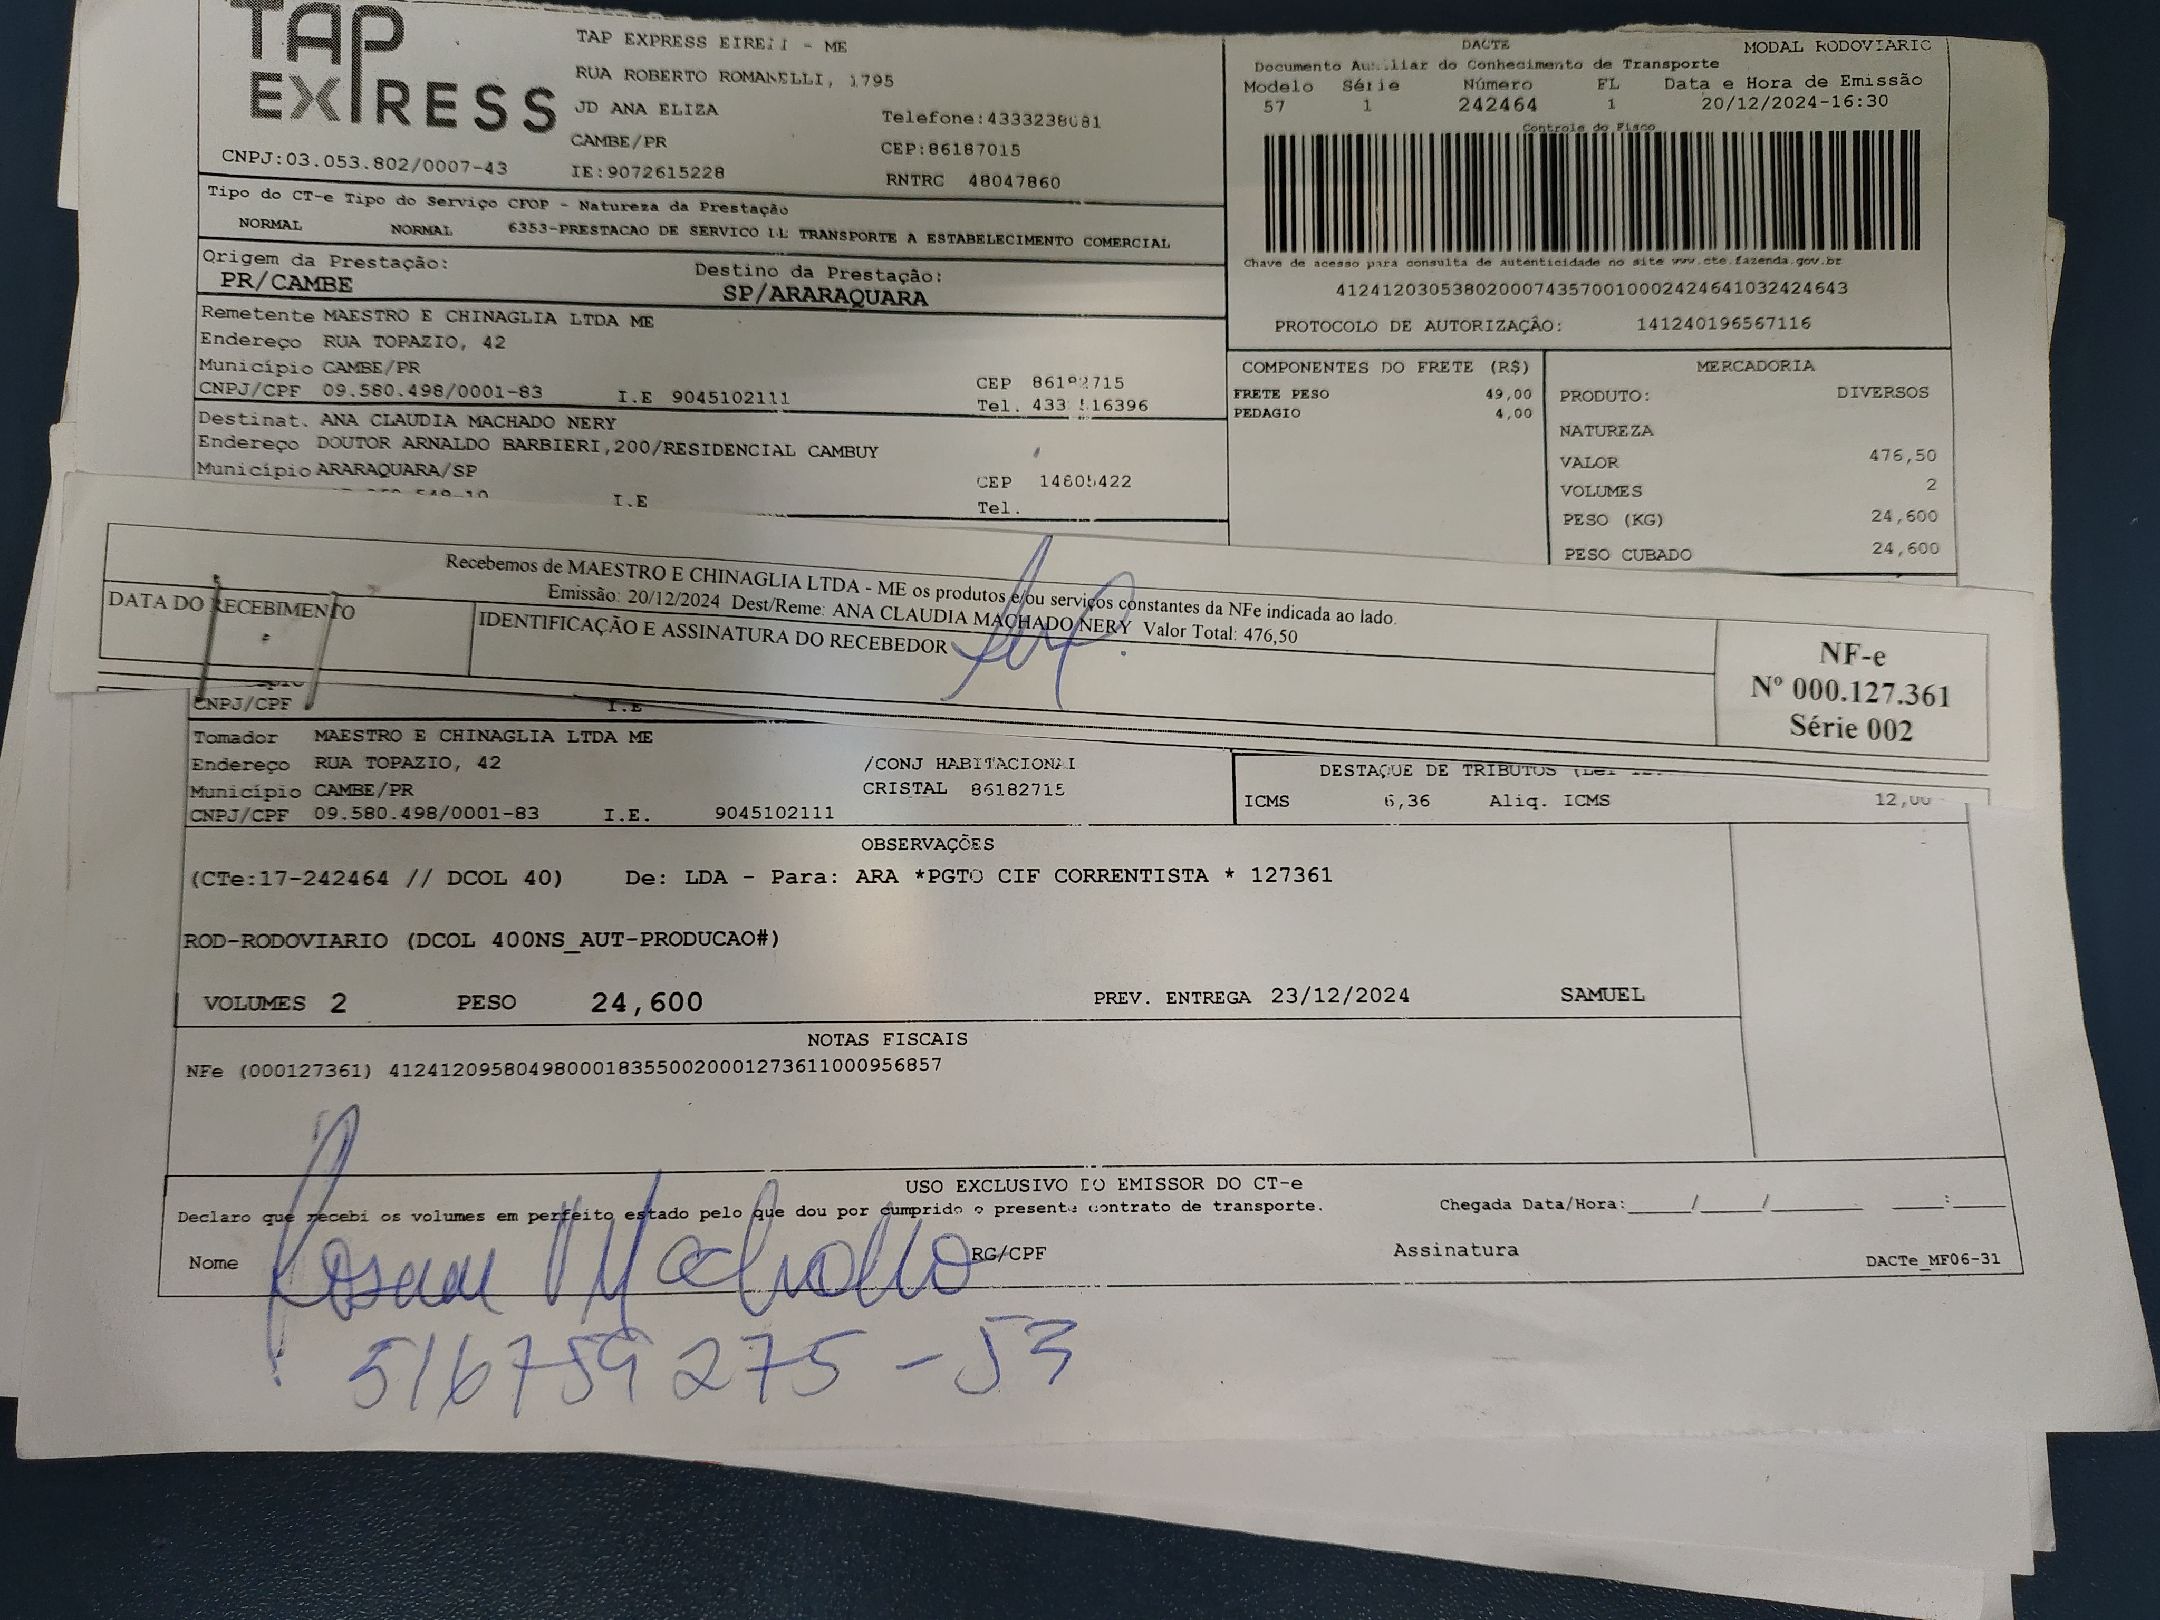 TAP EXPRESS
TAP EXPRESS EIRELI - ME
RUA ROBERTO ROMANELLI, 1795
JD ANA ELIZA
Telefone:4333238081
CAMBE/PR
CEP:86187015
CNPJ:03.053.802/0007-43
IE:9072615228
RNTRC 48047860
DACTE MODAL RODOVIARIO
Documento Auxiliar do Conhecimento de Transporte
Modelo Série Número FL Data e Hora de Emissão
57 1 242464 1 20/12/2024-16:30
Controle do Fisco
Chave de acesso para consulta de autenticidade no site www.cte.fazenda.gov.br
41241203053802000743570010002424641032424643
PROTOCOLO DE AUTORIZAÇÃO: 141240196567116
Tipo do CT-e Tipo do Serviço CFOP - Natureza da Prestação
NORMAL NORMAL 6353-PRESTACAO DE SERVICO DE TRANSPORTE A ESTABELECIMENTO COMERCIAL
Origem da Prestação: Destino da Prestação:
PR/CAMBE SP/ARARAQUARA
Remetente MAESTRO E CHINAGLIA LTDA ME
Endereço RUA TOPAZIO, 42
Município CAMBE/PR CEP 86182715
CNPJ/CPF 09.580.498/0001-83 I.E 9045102111 Tel.
Destinat. ANA CLAUDIA MACHADO NERY
Endereço DOUTOR ARNALDO BARBIERI,200/RESIDENCIAL CAMBUY
Município ARARAQUARA/SP CEP 14805422
I.E Tel.
COMPONENTES DO FRETE (R$)
FRETE PESO 49,00
PEDAGIO 4,00
MERCADORIA
PRODUTO: DIVERSOS
NATUREZA
VALOR 476,50
VOLUMES 2
PESO (KG) 24,600
PESO CUBADO 24,600
Recebemos de MAESTRO E CHINAGLIA LTDA - ME os produtos e/ou serviços constantes da NFe indicada ao lado.
Emissão: 20/12/2024 Dest/Reme: ANA CLAUDIA MACHADO NERY Valor Total: 476,50
DATA DO RECEBIMENTO
IDENTIFICAÇÃO E ASSINATURA DO RECEBEDOR
NF-e
Nº 000.127.361
Série 002
CNPJ/CPF I.E
Tomador MAESTRO E CHINAGLIA LTDA ME
Endereço RUA TOPAZIO, 42 /CONJ HABITACIONAL
Município CAMBE/PR CRISTAL 86182715
CNPJ/CPF 09.580.498/0001-83 I.E. 9045102111
DESTAQUE DE TRIBUTOS
ICMS 6,36 Aliq. ICMS 12,00
OBSERVAÇÕES
(CTe:17-242464 // DCOL 40) De: LDA - Para: ARA *PGTO CIF CORRENTISTA * 127361
ROD-RODOVIARIO (DCOL 400NS_AUT-PRODUCAO#)
VOLUMES 2 PESO 24,600 PREV. ENTREGA 23/12/2024 SAMUEL
NOTAS FISCAIS
NFe (000127361) 41241209580498000183550020001273611000956857
USO EXCLUSIVO DO EMISSOR DO CT-e
Declaro que recebi os volumes em perfeito estado pelo que dou por cumprido o presente contrato de transporte.
Chegada Data/Hora:_____/_____/________ ____:____
Nome Machado RG/CPF Assinatura
DACTe_MF06-31
516759275-53